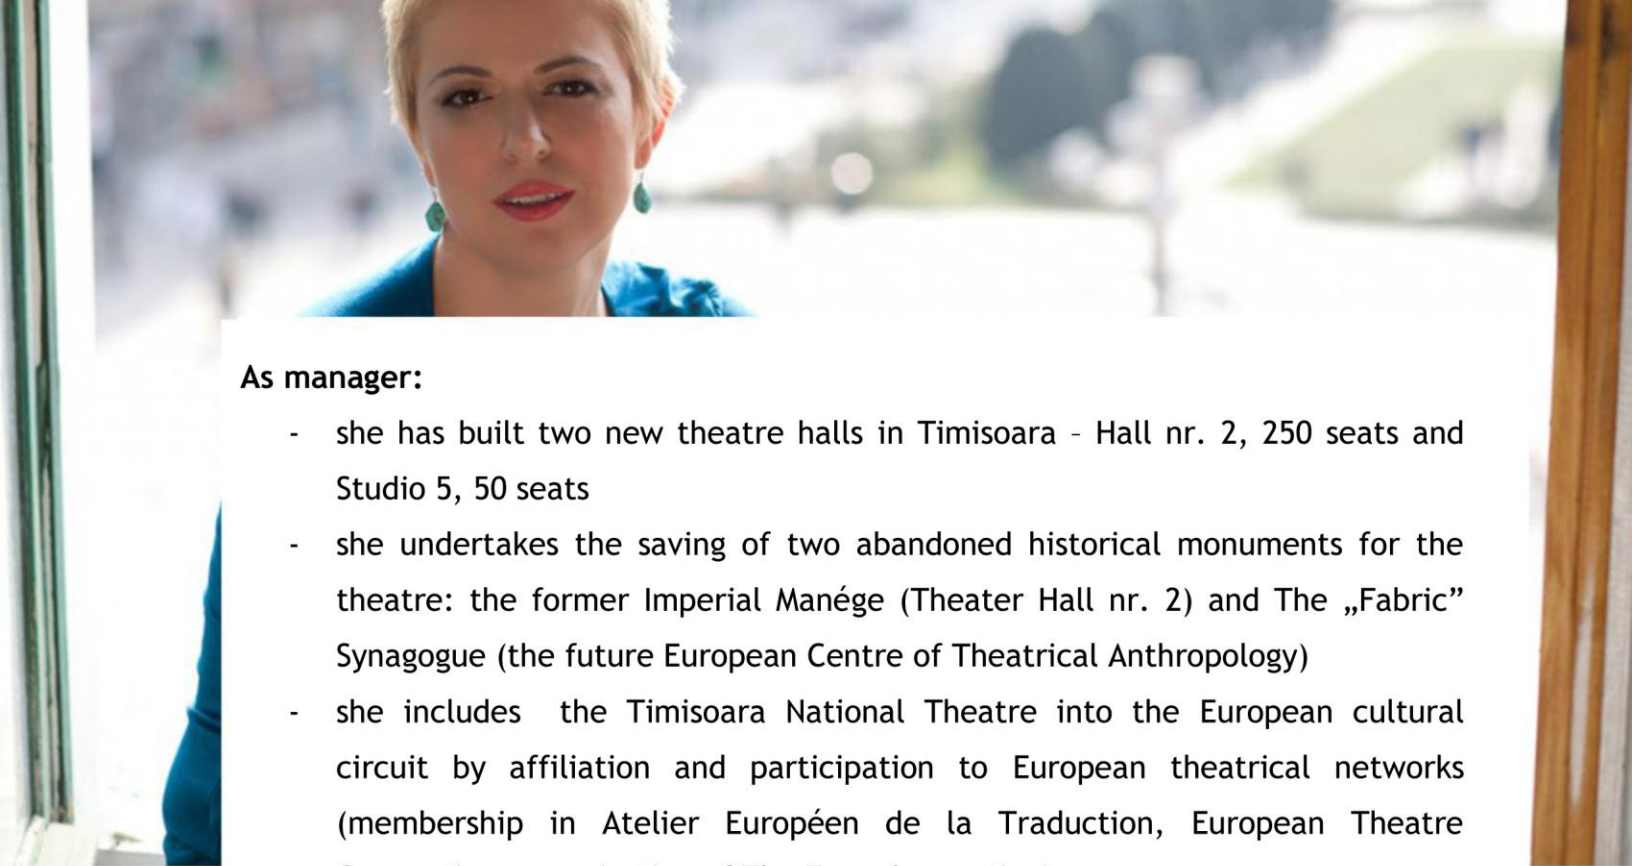 As manager:
- she has built two new theatre halls in Timisoara – Hall nr. 2, 250 seats and
Studio 5, 50 seats
- she undertakes the saving of two abandoned historical monuments for the
theatre: the former Imperial Manége (Theater Hall nr. 2) and The „Fabric”
Synagogue (the future European Centre of Theatrical Anthropology)
- she includes the Timisoara National Theatre into the European cultural
circuit by affiliation and participation to European theatrical networks
(membership in Atelier Européen de la Traduction, European Theatre